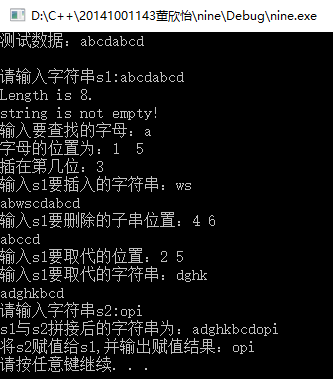 D:\C++\20141001143董欣怡\nine\Debug\nine.exe
测试数据：abcdabcd
请输入字符串s1:abcdabcd
Length is 8.
string is not empty!
输入要查找的字母：a
字母的位置为：1  5
插在第几位：3
输入s1要插入的字符串：ws
abwscdabcd
输入s1要删除的子串位置：4 6
abccd
输入s1要取代的位置：2 5
输入s1要取代的字符串：dghk
adghkbcd
请输入字符串s2:opi
s1与s2拼接后的字符串为：adghkbcdopi
将s2赋值给s1,并输出赋值结果：opi
请按任意键继续. . .